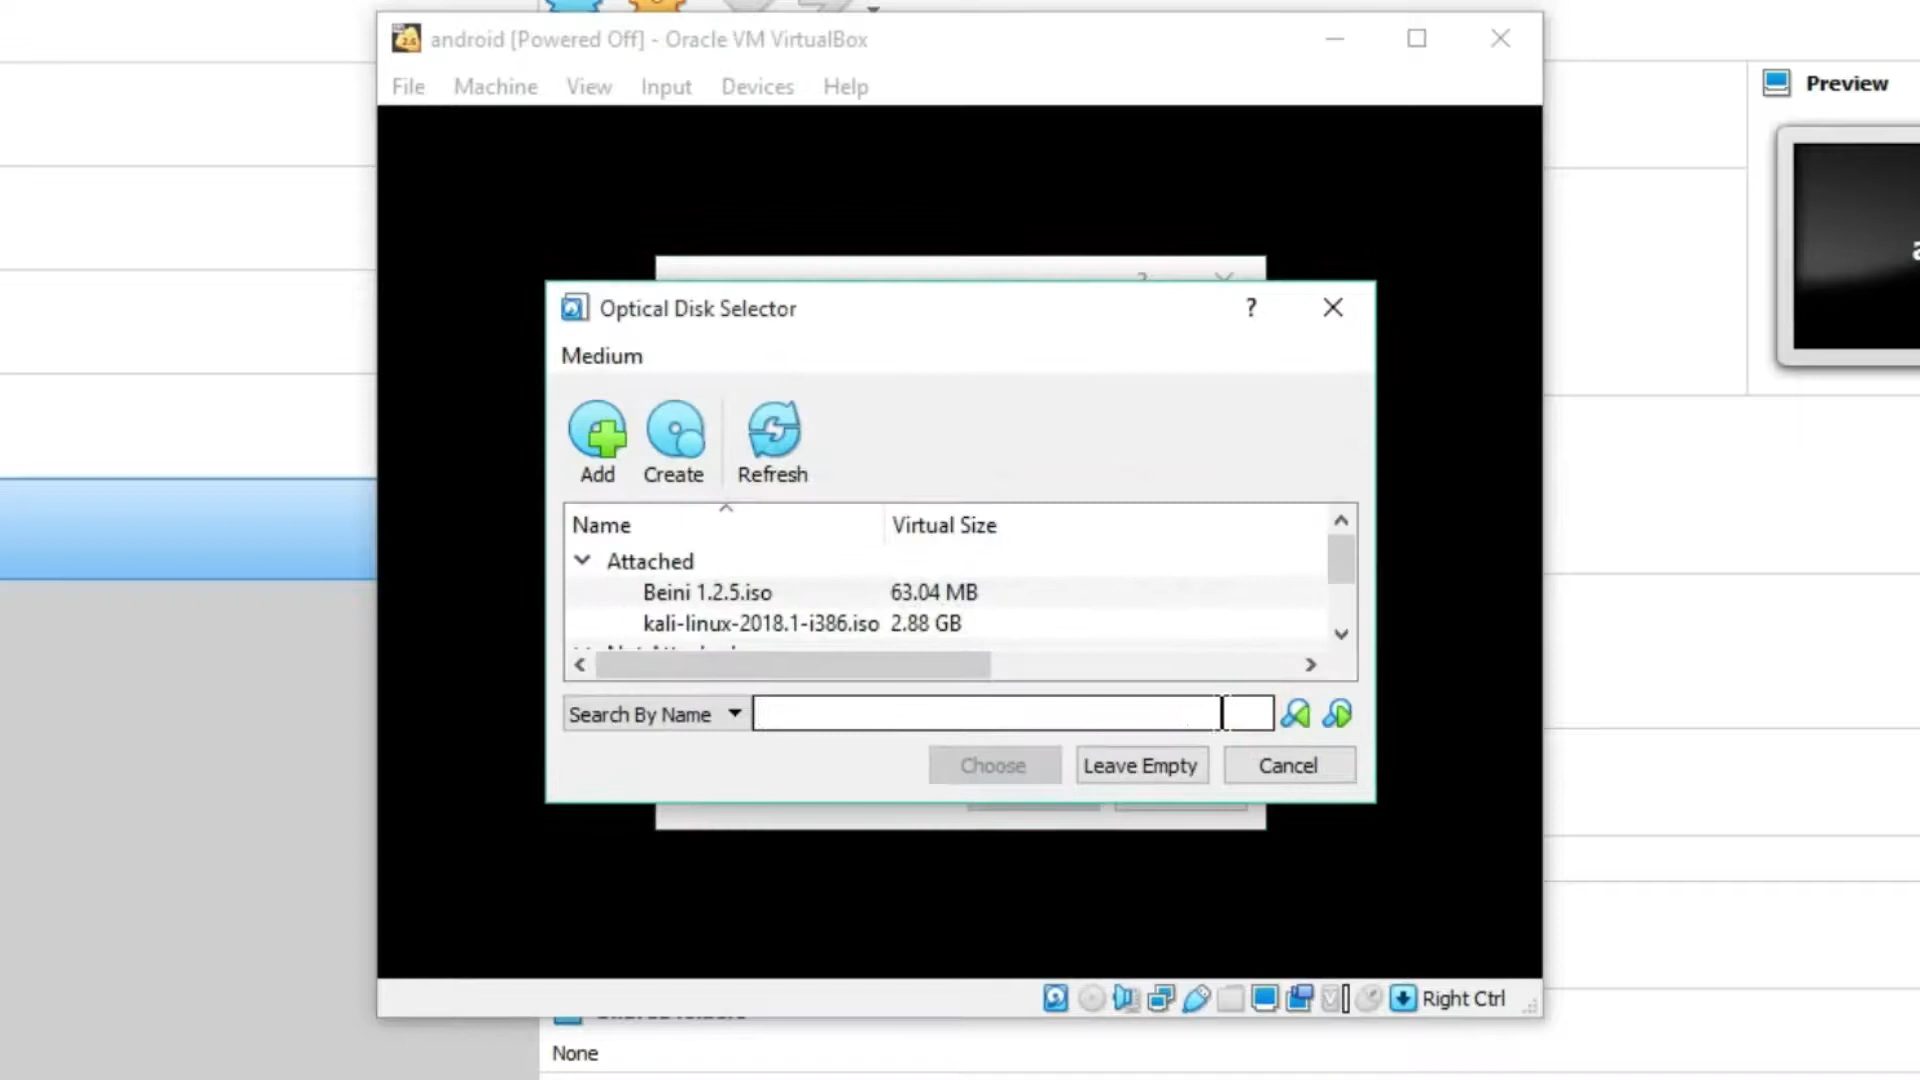 android [Powered Off] - Oracle VM VirtualBox
File Machine View Input Devices Help
Preview
?
Optical Disk Selector ?
Medium
Add Create Refresh
Name Virtual Size
Attached
Beini 1.2.5.iso 63.04 MB
kali-linux-2018.1-i386.iso 2.88 GB
Search By Name
Choose Leave Empty Cancel
Right Ctrl
None